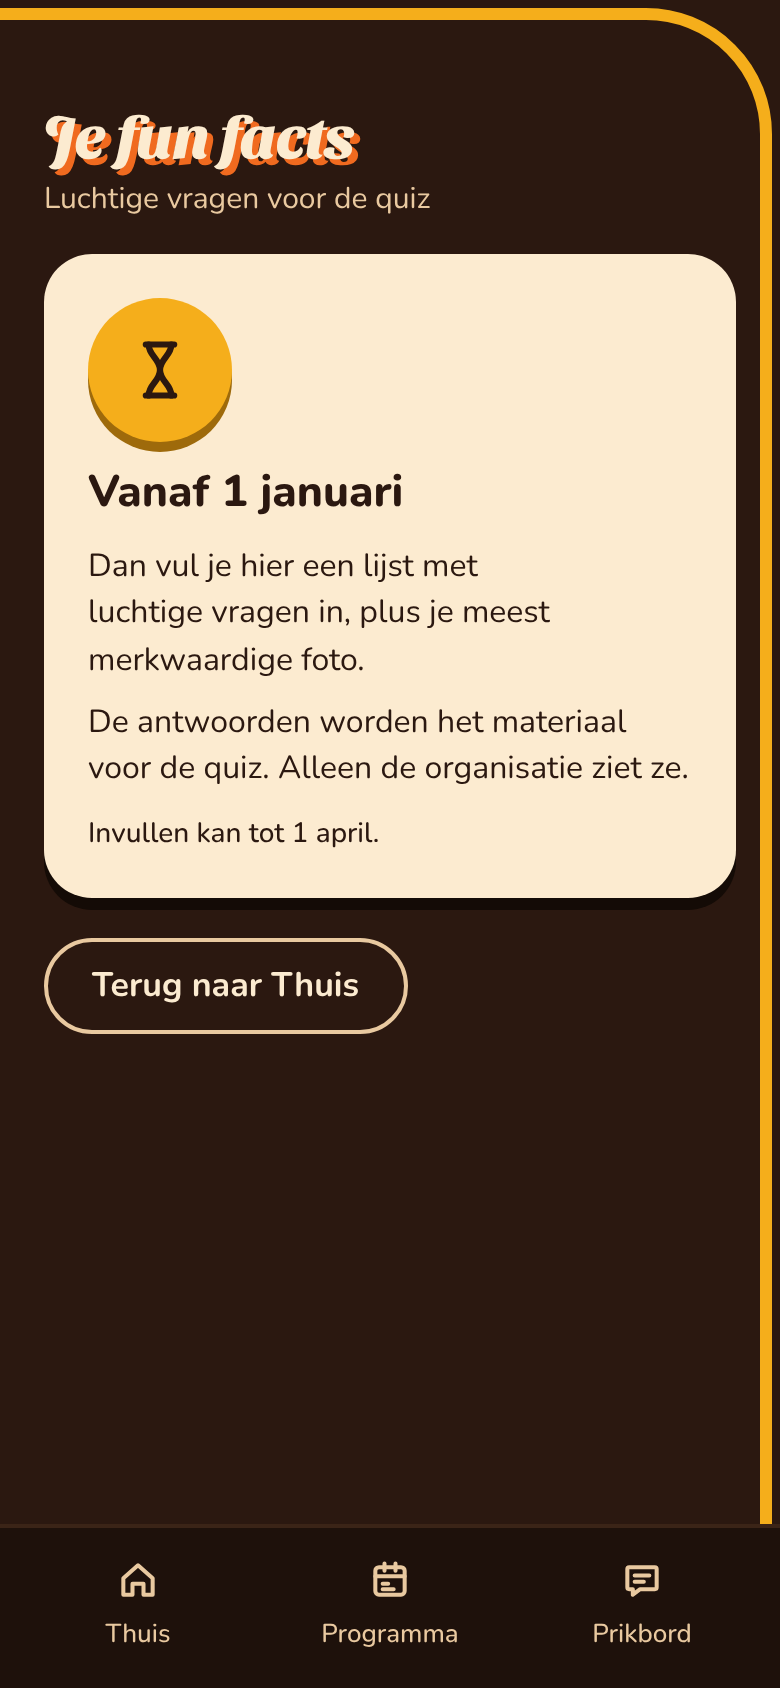 Je fun facts
Luchtige vragen voor de quiz
Vanaf 1 januari
Dan vul je hier een lijst met
luchtige vragen in, plus je meest
merkwaardige foto.
De antwoorden worden het materiaal
voor de quiz. Alleen de organisatie ziet ze.
Invullen kan tot 1 april.
Terug naar Thuis
Thuis
Programma
Prikbord